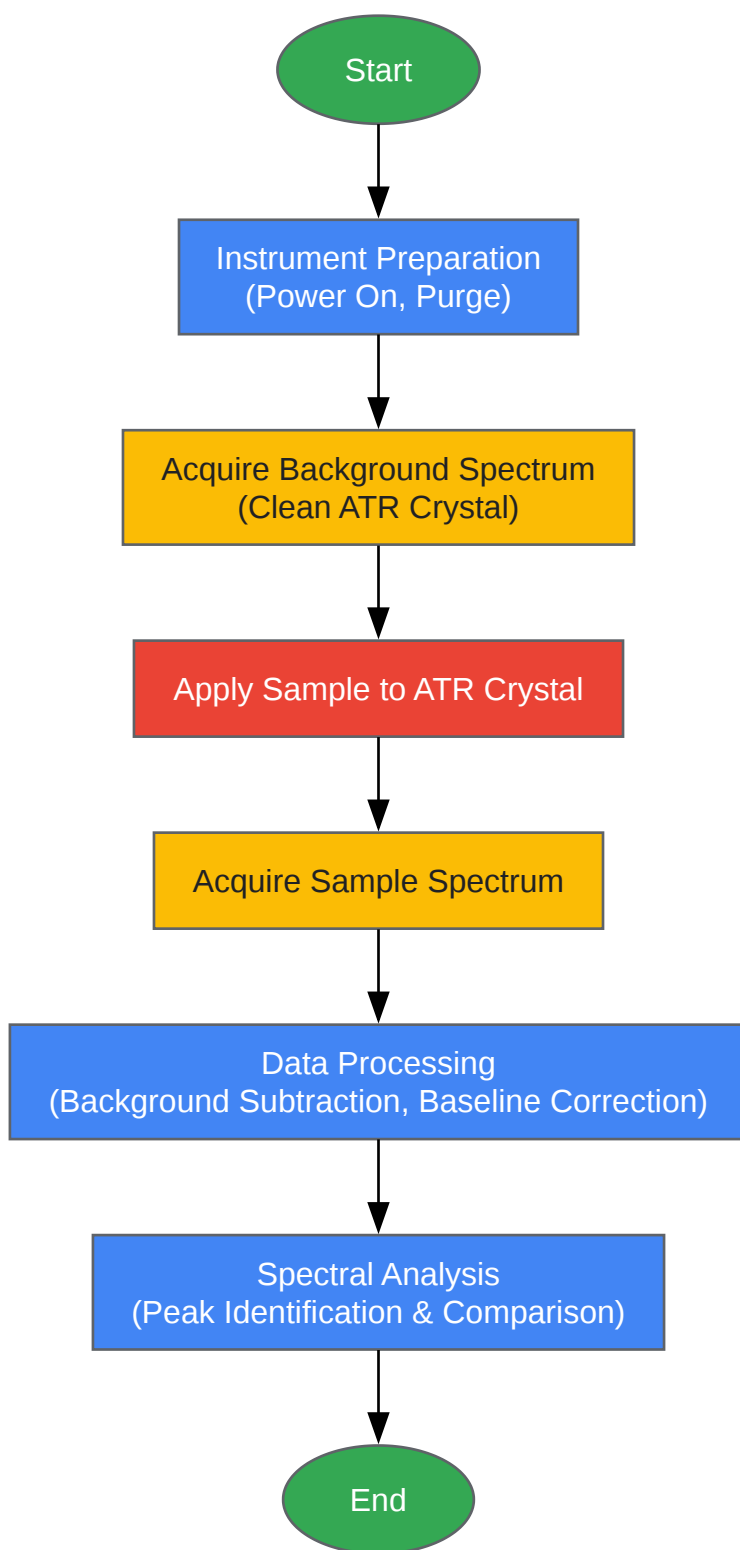 Start
Instrument Preparation
(Power On, Purge)
Acquire Background Spectrum
(Clean ATR Crystal)
Apply Sample to ATR Crystal
Acquire Sample Spectrum
Data Processing
(Background Subtraction, Baseline Correction)
Spectral Analysis
(Peak Identification & Comparison)
End